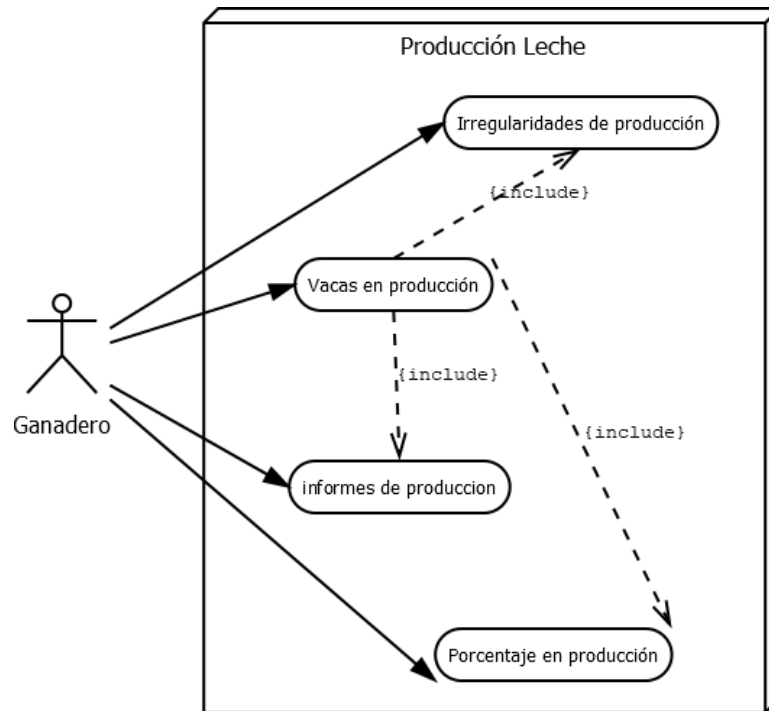 Producción Leche
Irregularidades de producción
{include}
Vacas en producción
{include}
Ganadero
{include}
informes de produccion
Porcentaje en producción